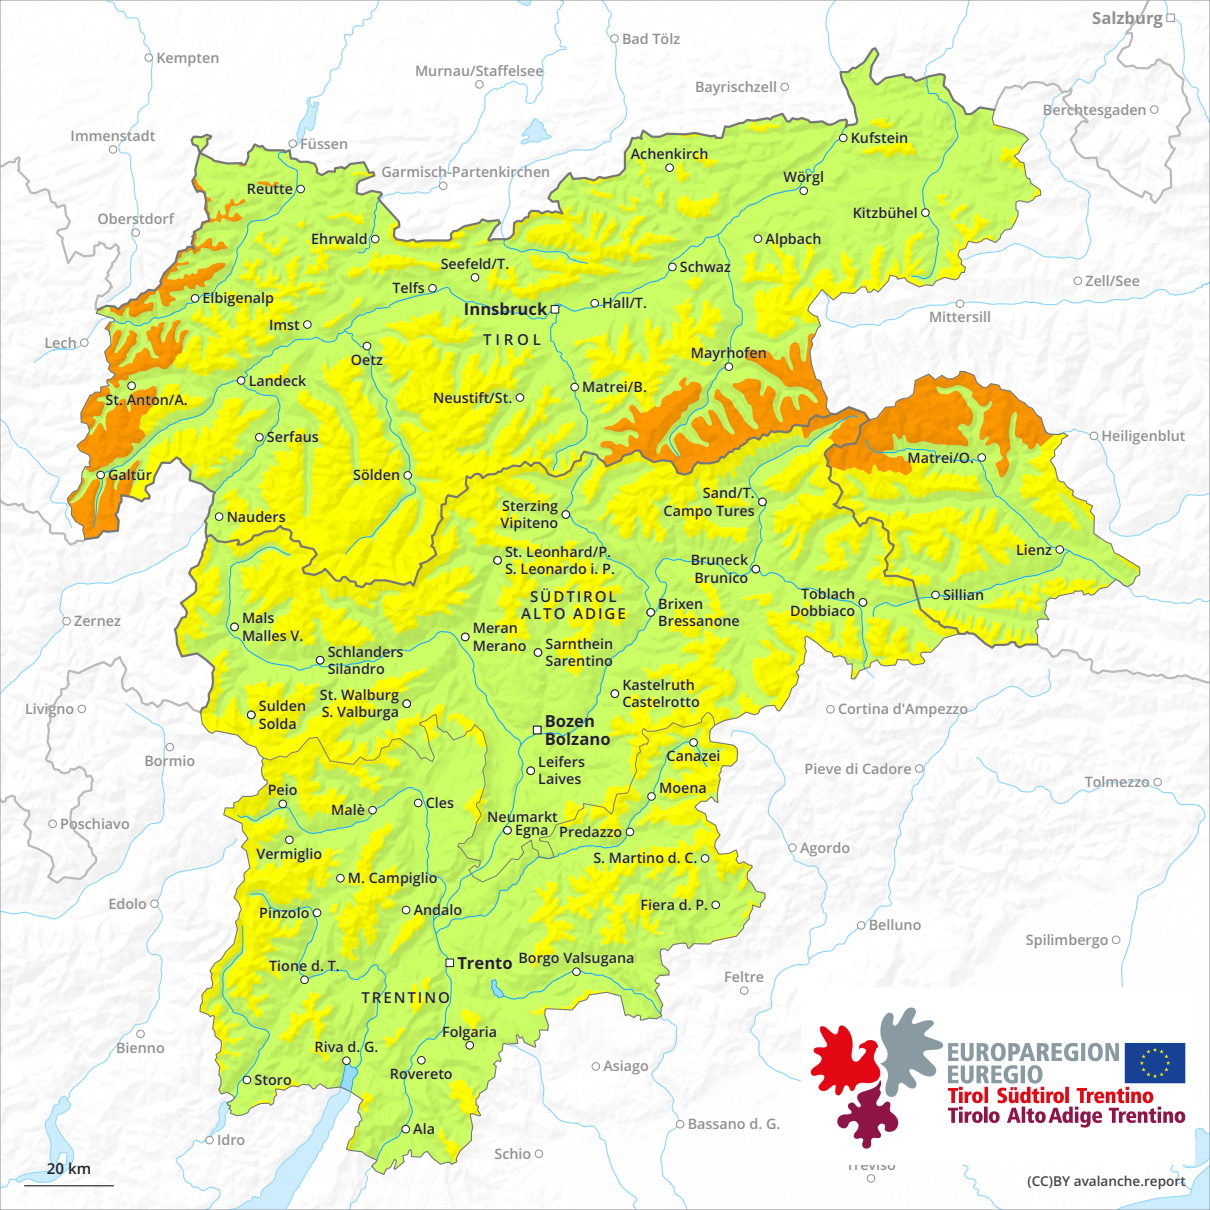 Salzburg
Bad Tölz
Kempten
Murnau/Staffelsee
Bayrischzell
Berchtesgaden
Immenstadt
Kufstein
Füssen
Achenkirch
Garmisch-Partenkirchen
Wörgl
Reutte
Oberstdorf
Kitzbühel
Ehrwald
Alpbach
Seefeld/T.
Schwaz
Zell/See
Telfs
Elbigenalp
Hall/T.
Innsbruck
Mittersill
Imst
TIROL
Lech
Mayrhofen
Oetz
Landeck
Matrei/B.
St. Anton/A.
Neustift/St.
Serfaus
Heiligenblut
Matrei/O.
Galtür
Sölden
Sand/T.
Campo Tures
Sterzing
Vipiteno
Nauders
Lienz
St. Leonhard/P.
S. Leonardo i. P.
Bruneck
Brunico
SÜDTIROL
ALTO ADIGE
Toblach
Dobbiaco
Sillian
Brixen
Bressanone
Zernez
Mals
Malles V.
Meran
Merano
Sarnthein
Sarentino
Schlanders
Silandro
Kastelruth
Castelrotto
St. Walburg
S. Valburga
Livigno
Sulden
Solda
Cortina d'Ampezzo
Bozen
Bolzano
Canazei
Bormio
Leifers
Laives
Pieve di Cadore
Tolmezzo
Peio
Moena
Malè
Cles
Neumarkt
Egna
Predazzo
Poschiavo
Agordo
Vermiglio
S. Martino d. C.
M. Campiglio
Edolo
Pinzolo
Andalo
Fiera d. P.
Belluno
Spilimbergo
Trento
Borgo Valsugana
Tione d. T.
Feltre
TRENTINO
Folgaria
Bienno
Riva d. G.
Asiago
Rovereto
Storo
EUROPAREGION
EUREGIO
Tirol Südtirol Trentino
Tirolo Alto Adige Trentino
Bassano d. G.
Ala
Idro
Schio
Treviso
20 km
(CC)BY avalanche.report